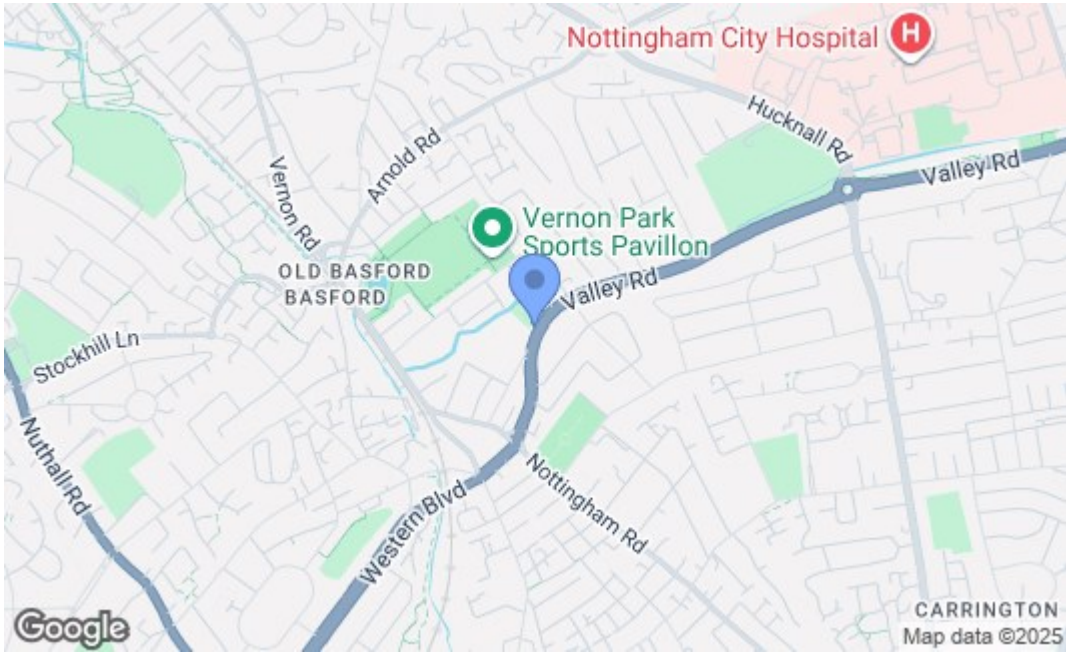 Nottingham City Hospital
H
Hucknall Rd
Valley Rd
Arnold Rd
Vernon Rd
Vernon Park
Sports Pavillon
OLD BASFORD
BASFORD
Valley Rd
Stockhill Ln
Nuthall Rd
Western Blvd
Nottingham Rd
CARRINGTON
Google
Map data ©2025